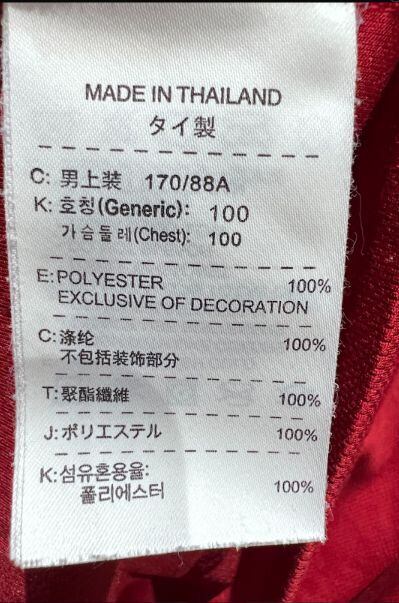 MADE IN THAILAND
タイ製
C: 男上装 170/88A
K: 호칭(Generic): 100
가슴둘레(Chest): 100
E: POLYESTER 100%
EXCLUSIVE OF DECORATION
C: 涤纶 100%
不包括装饰部分
T: 聚酯纖維 100%
J: ポリエステル 100%
K: 섬유혼용율:
폴리에스터 100%